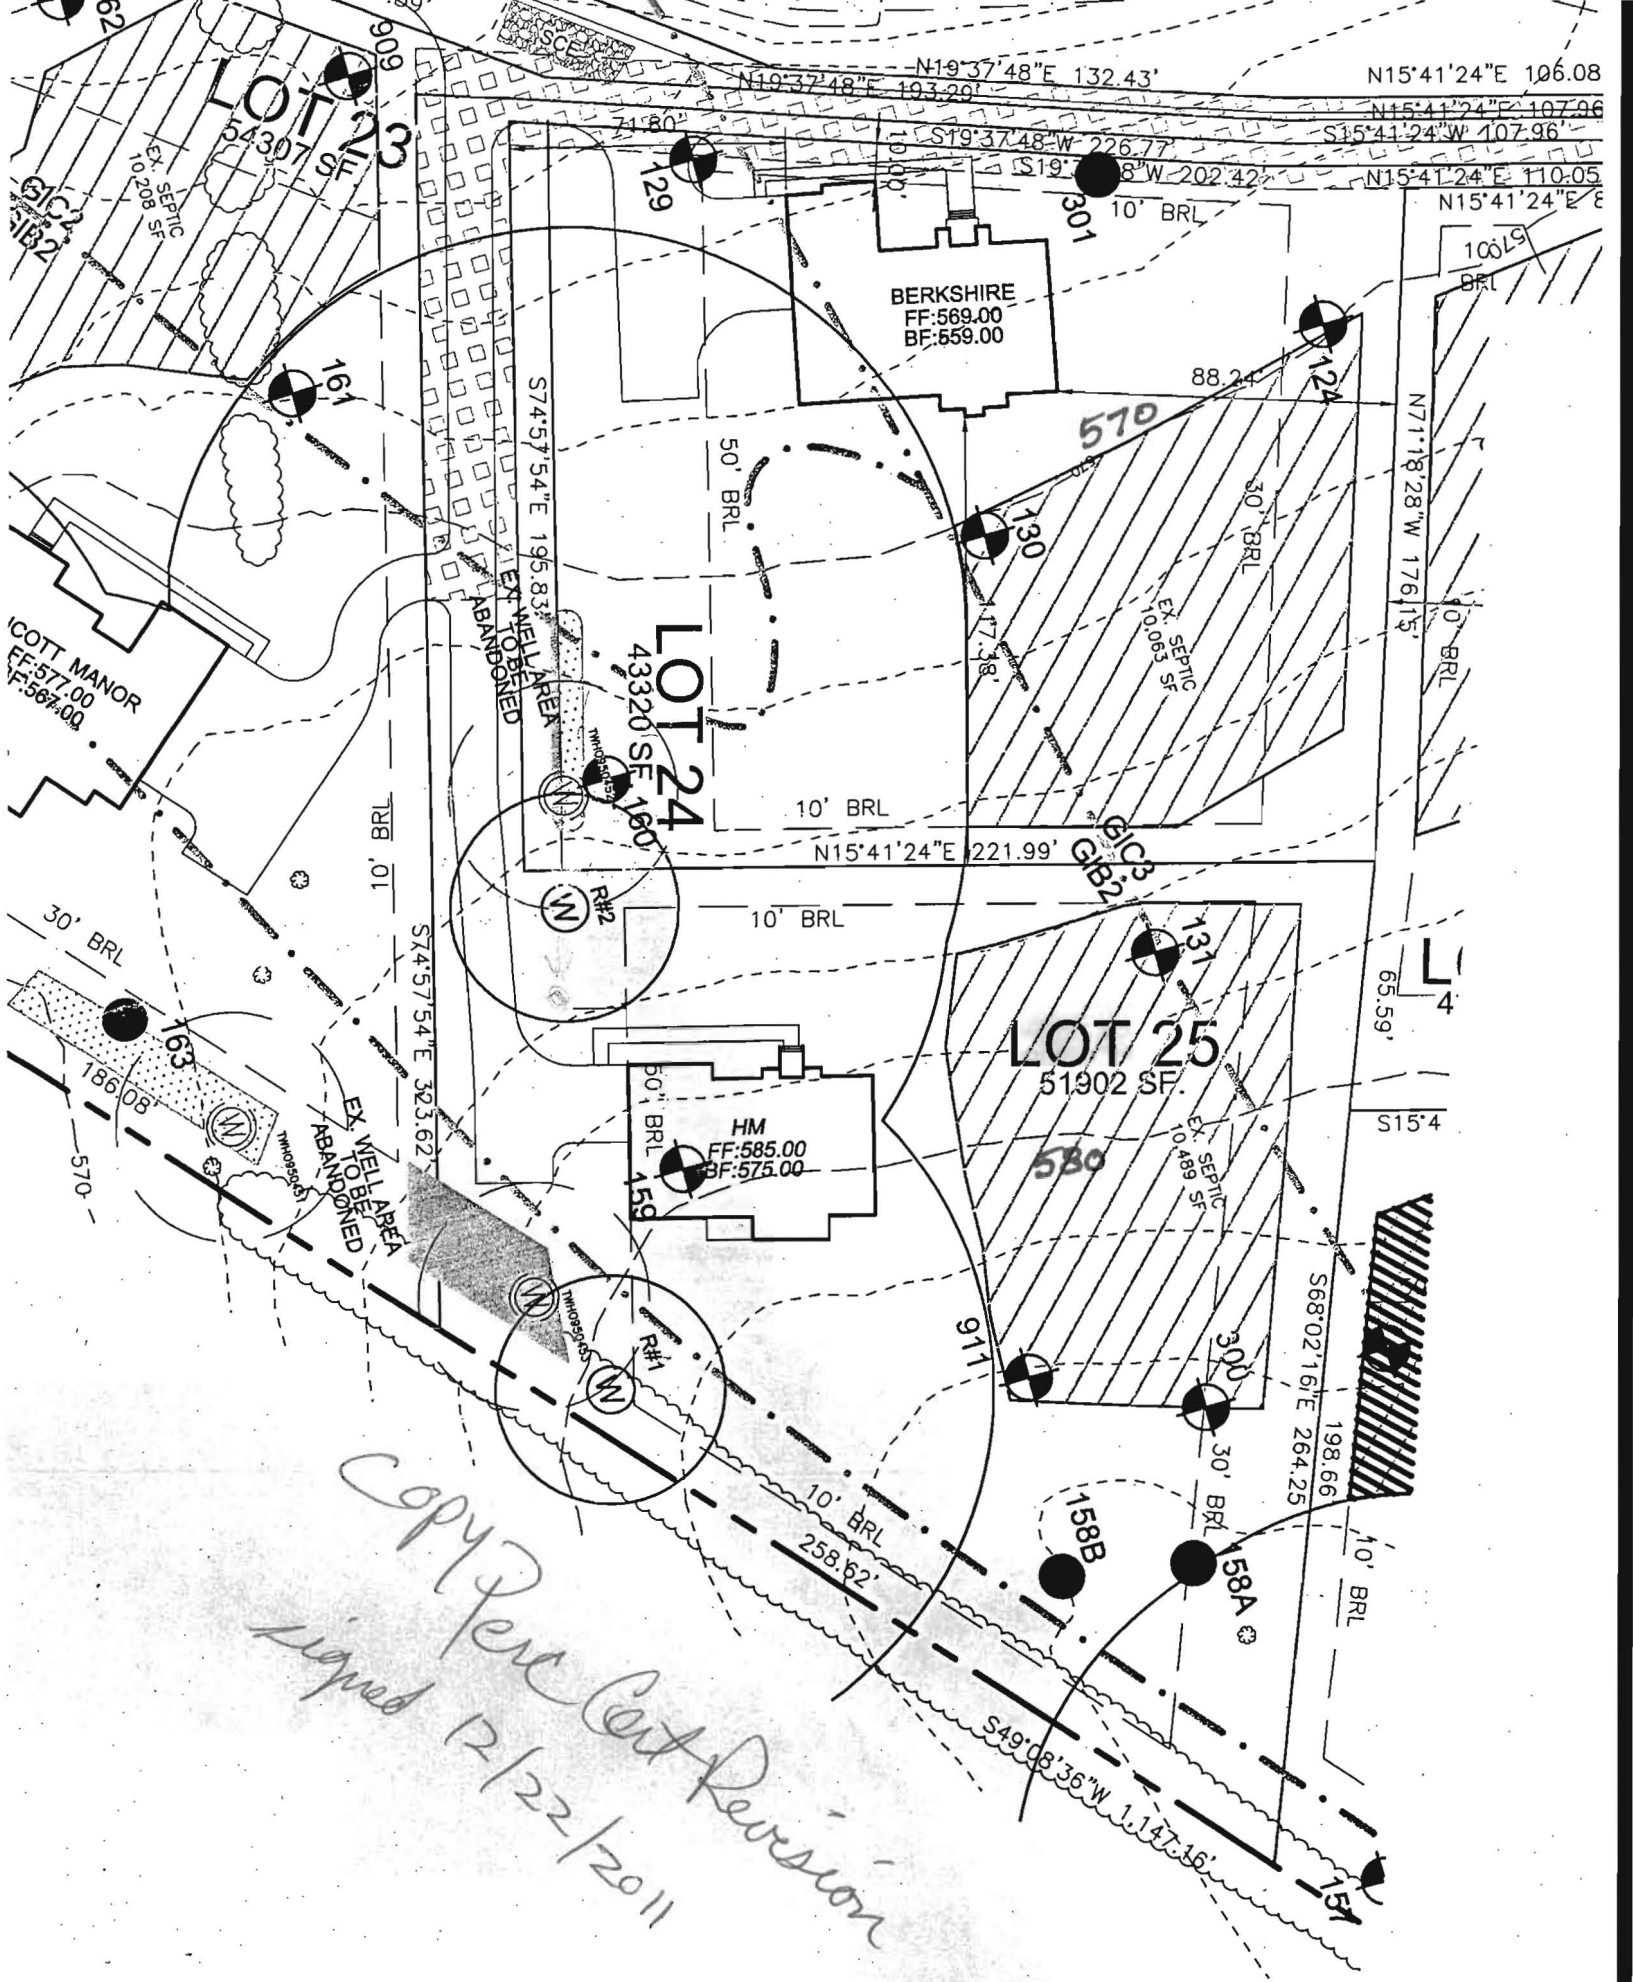 62
909
SCE
N19°37'48"E 132.43'
N19°37'48"E 193.29'
N15°41'24"E 106.08
N15°41'24"E 107.96
S15°41'24"W 107.96'
LOT 23
54307 SF
EX. SEPTIC
10208 SF
GIC2
GIB2
71.80'
129
10.00'
S19°37'48"W 226.77'
8"W 202.42'
301
N15°41'24"E 110.05
N15°41'24"E
10' BRL
BRL
BERKSHIRE
FF:569.00
BF:559.00
161
124
88.24'
570
S74°57'54"E 195.83'
50' BRL
130
30' BRL
N71°18'28"W 176.15'
117.38'
EX. SEPTIC
10,063 SF
10' BRL
EX. WELL AREA
TO BE
ABANDONED
LOT 24
43320 SF
160
COTT MANOR
FF:577.00
F:567.00
10' BRL
10' BRL
N15°41'24"E 221.99'
GIC3
GIB2
R#2
W
W
10' BRL
131
30' BRL
163
186.08'
W
TWH0950431
EX. WELL AREA
TO BE
ABANDONED
S74°57'54"E 323.62'
570
LOT 25
51902 SF.
EX. SEPTIC
10,489 SF
65.59'
S15°4
50' BRL
HM
FF:585.00
BF:575.00
159
580
W
TWH0950433
R#1
W
911
300
S68°02'16"E 264.25
198.66
30' BRL
10' BRL
10' BRL
258.62'
158B
158A
S49°08'36"W 1,147.16'
157
Copy Perc Cert Revision
signed 12/22/2011